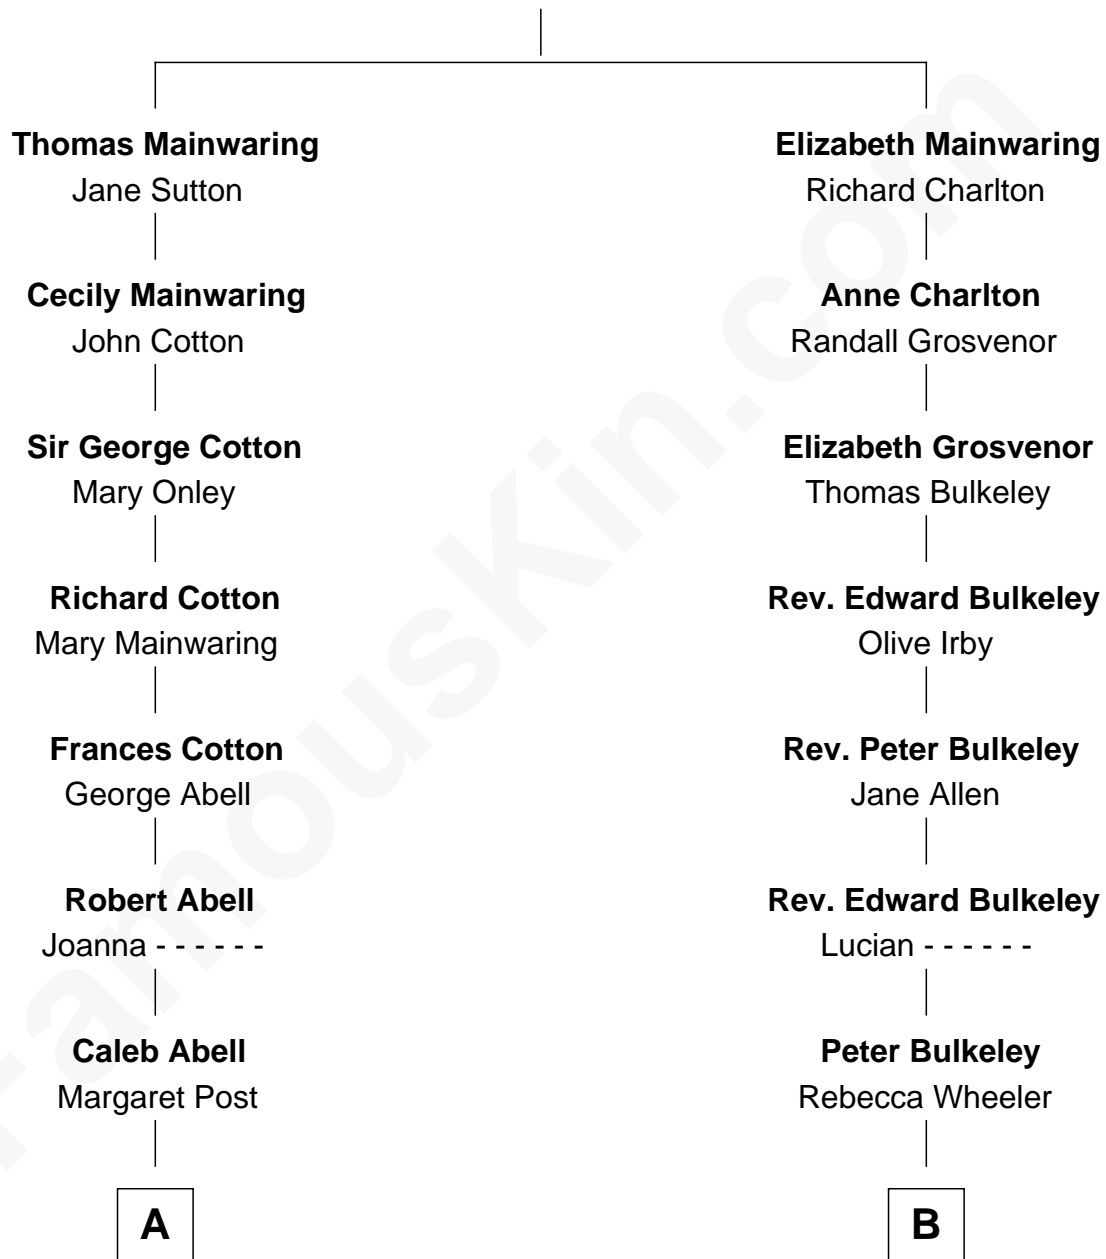 Thomas Mainwaring
Jane Sutton
Elizabeth Mainwaring
Richard Charlton
Cecily Mainwaring
John Cotton
Anne Charlton
Randall Grosvenor
Sir George Cotton
Mary Onley
Elizabeth Grosvenor
Thomas Bulkeley
Richard Cotton
Mary Mainwaring
Rev. Edward Bulkeley
Olive Irby
Frances Cotton
George Abell
Rev. Peter Bulkeley
Jane Allen
Robert Abell
Joanna - - - - - -
Rev. Edward Bulkeley
Lucian - - - - - -
Caleb Abell
Margaret Post
Peter Bulkeley
Rebecca Wheeler
A
B
FamousKin.com